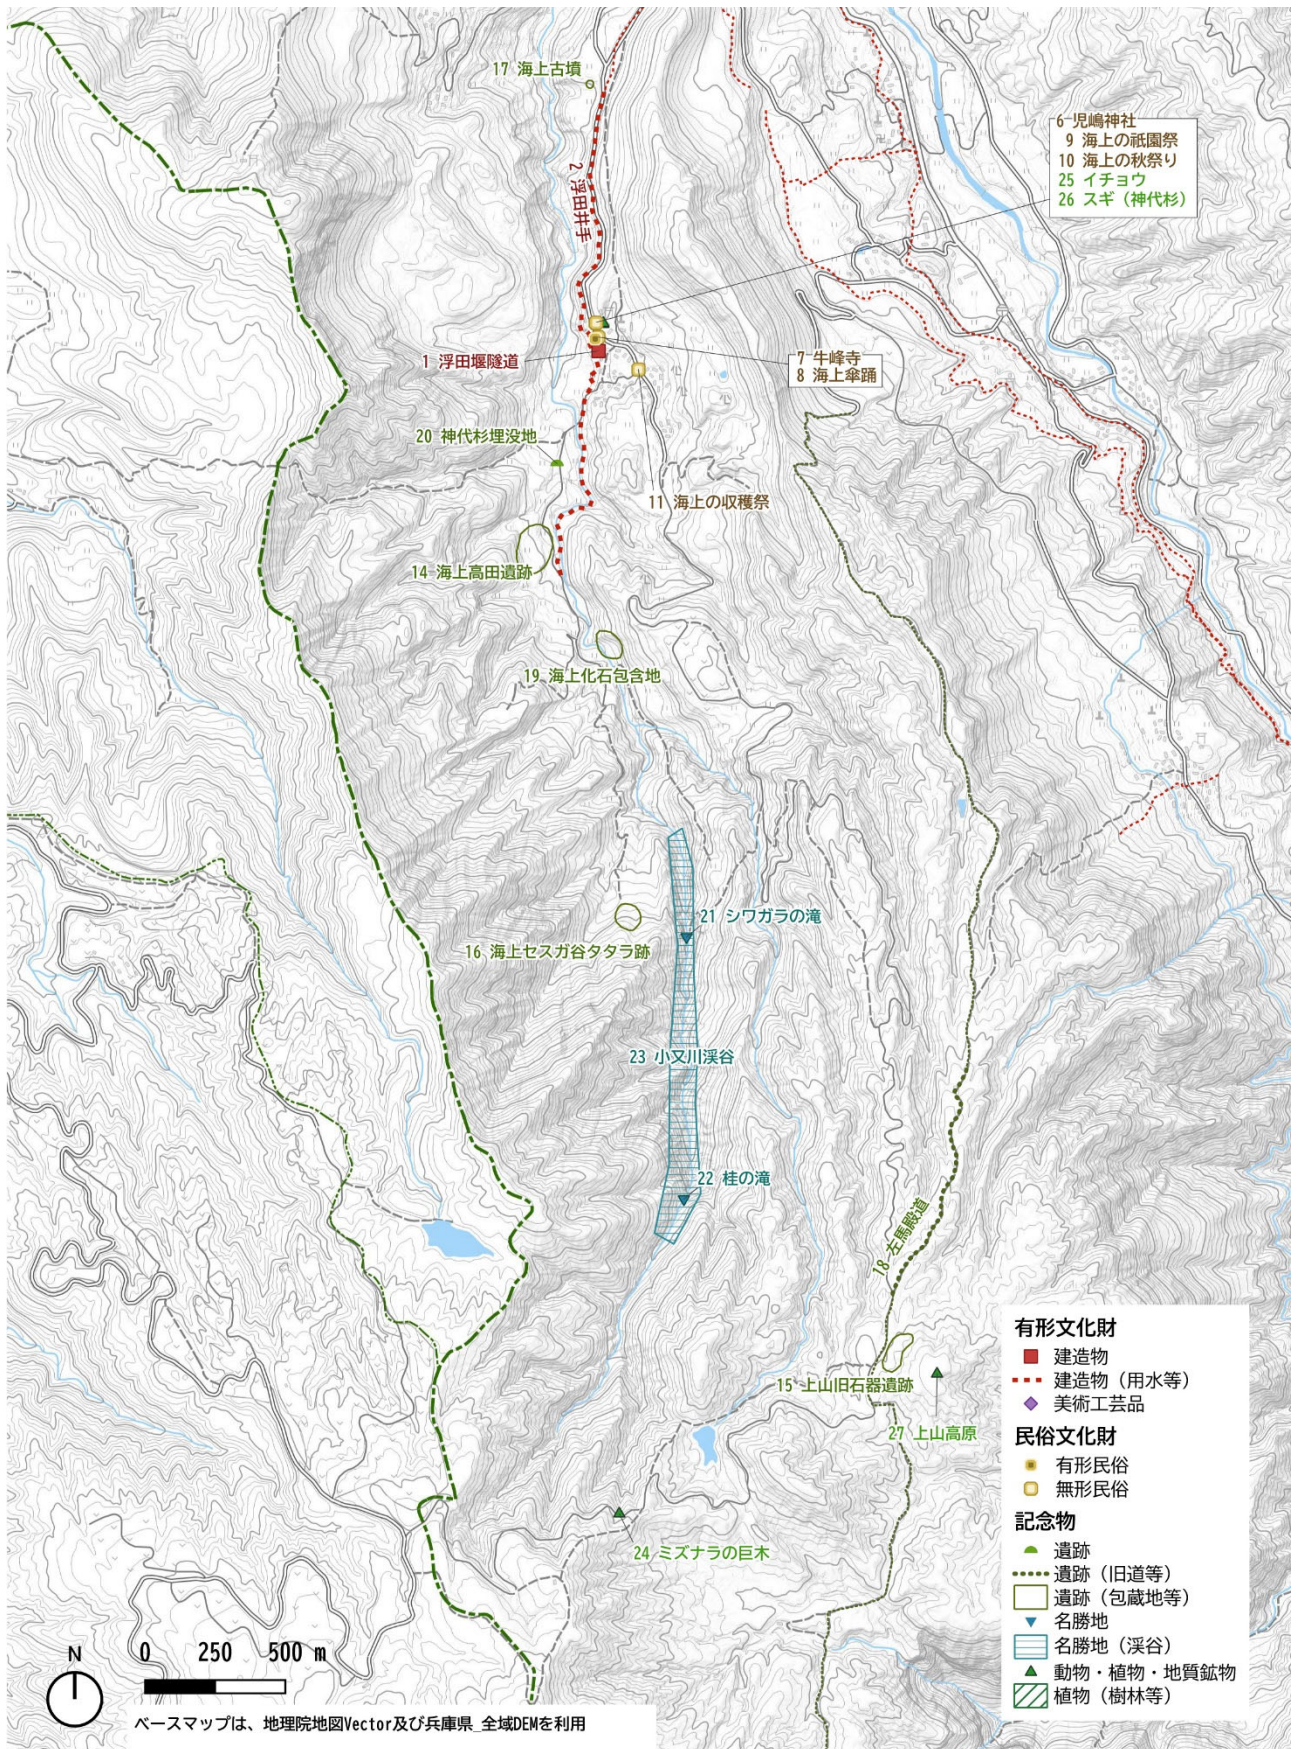 17 海上古墳
6 児嶋神社
9 海上の祇園祭
10 海上の秋祭り
25 イチョウ
26 スギ（神代杉）
2 浮田井手
1 浮田堰隧道
7 牛峰寺
8 海上傘踊
20 神代杉埋没地
11 海上の収穫祭
14 海上高田遺跡
19 海上化石包含地
21 シワガラの滝
16 海上セスガ谷タタラ跡
23 小又川渓谷
22 桂の滝
18 左馬殿道
15 上山旧石器遺跡
27 上山高原
24 ミズナラの巨木
有形文化財
建造物
建造物（用水等）
美術工芸品
民俗文化財
有形民俗
無形民俗
記念物
遺跡
遺跡（旧道等）
遺跡（包蔵地等）
名勝地
名勝地（渓谷）
動物・植物・地質鉱物
植物（樹林等）
N
0 250 500 m
ベースマップは、地理院地図Vector及び兵庫県_全域DEMを利用